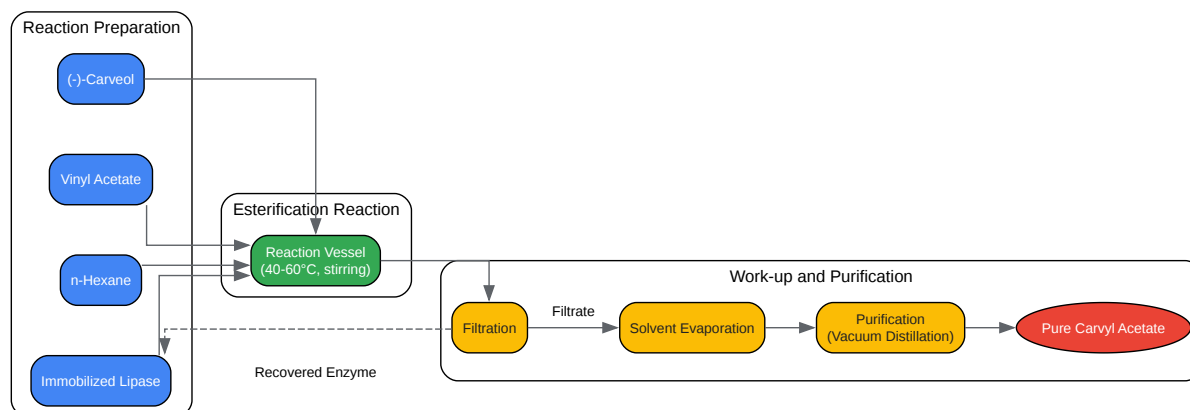 Reaction Preparation
(-)-Carveol
Vinyl Acetate
n-Hexane
Immobilized Lipase
Esterification Reaction
Reaction Vessel
(40-60°C, stirring)
Work-up and Purification
Filtration
Filtrate
Solvent Evaporation
Purification
(Vacuum Distillation)
Pure Carvyl Acetate
Recovered Enzyme